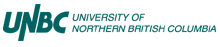 UNBC UNIVERSITY OF
NORTHERN BRITISH COLUMBIA